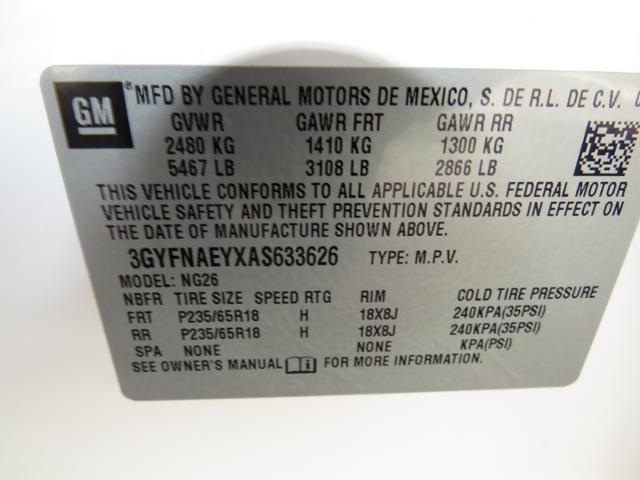 GM ® MFD BY GENERAL MOTORS DE MEXICO, S. DE R.L. DE C.V.
GVWR GAWR FRT GAWR RR
2480 KG 1410 KG 1300 KG
5467 LB 3108 LB 2866 LB
THIS VEHICLE CONFORMS TO ALL APPLICABLE U.S. FEDERAL MOTOR
VEHICLE SAFETY AND THEFT PREVENTION STANDARDS IN EFFECT ON
THE DATE OF MANUFACTURE SHOWN ABOVE.
3GYFNAEYXAS633626 TYPE: M.P.V.
MODEL: NG26
NBFR TIRE SIZE SPEED RTG RIM COLD TIRE PRESSURE
FRT P235/65R18 H 18X8J 240KPA(35PSI)
RR P235/65R18 H 18X8J 240KPA(35PSI)
SPA NONE NONE KPA(PSI)
SEE OWNER'S MANUAL FOR MORE INFORMATION.